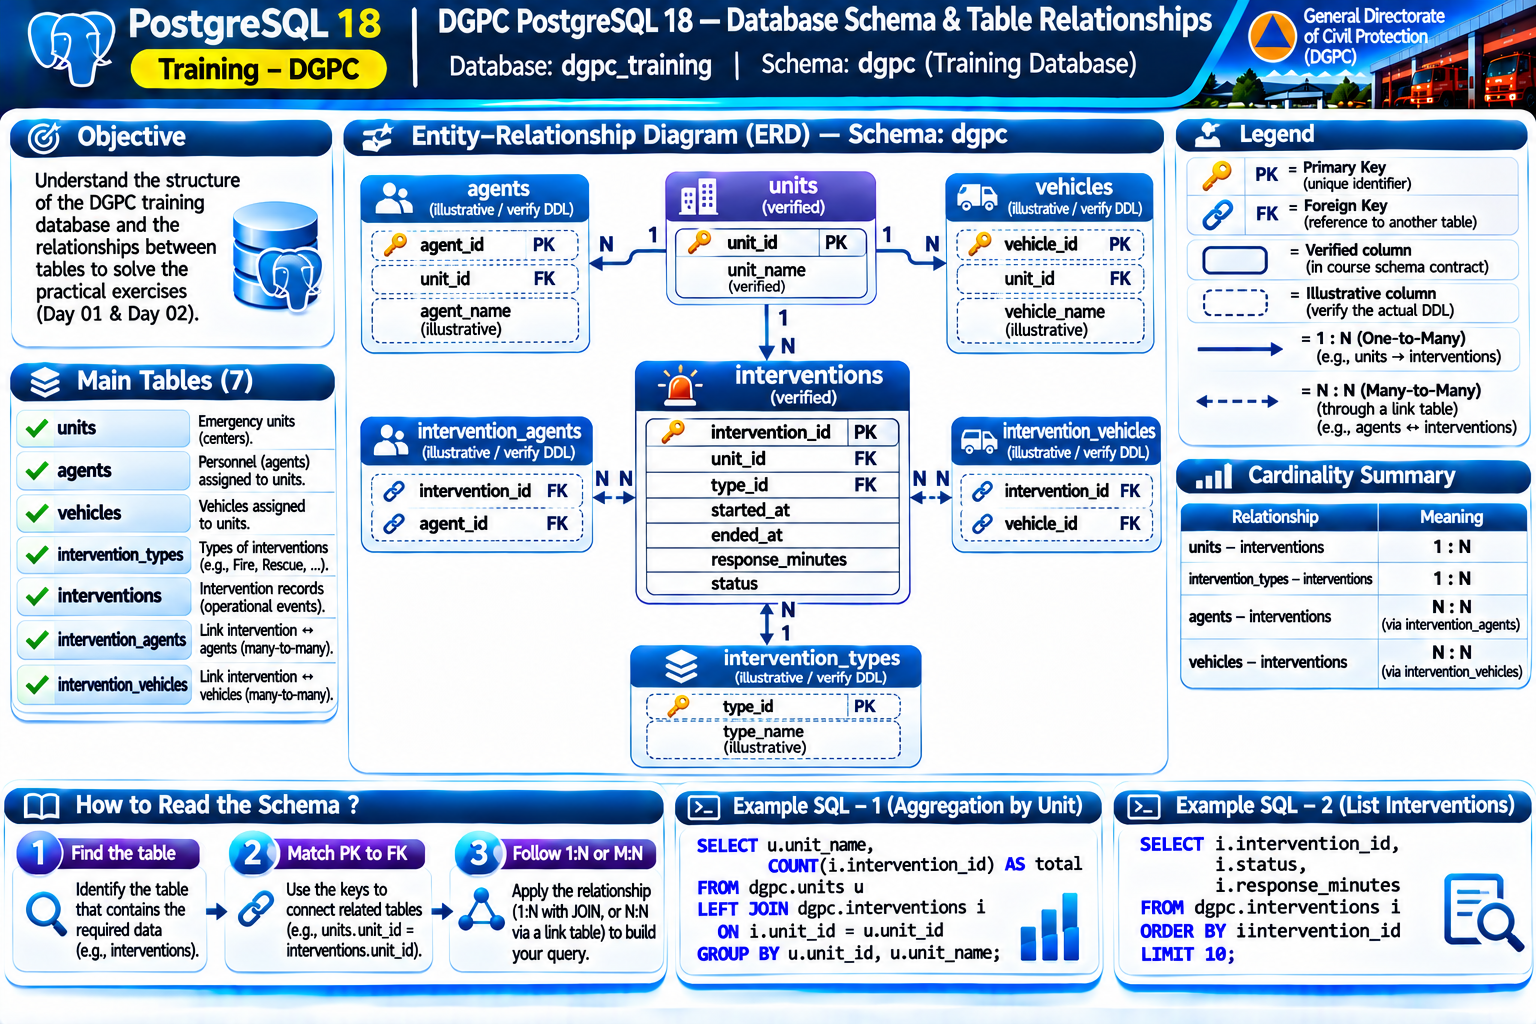 PostgreSQL 18
Training – DGPC
DGPC PostgreSQL 18 — Database Schema & Table Relationships
Database: dgpc_training | Schema: dgpc (Training Database)
General Directorate
of Civil Protection
(DGPC)
Objective
Understand the structure
of the DGPC training
database and the
relationships between
tables to solve the
practical exercises
(Day 01 & Day 02).
Main Tables (7)
units
Emergency units
(centers).
agents
Personnel (agents)
assigned to units.
vehicles
Vehicles assigned
to units.
intervention_types
Types of interventions
(e.g., Fire, Rescue, ...).
interventions
Intervention records
(operational events).
intervention_agents
Link intervention ↔
agents (many-to-many).
intervention_vehicles
Link intervention ↔
vehicles (many-to-many).
Entity–Relationship Diagram (ERD) — Schema: dgpc
agents
(illustrative / verify DDL)
agent_id PK
unit_id FK
agent_name
(illustrative)
N 1
units
(verified)
unit_id PK
unit_name
(verified)
1 N
vehicles
(illustrative / verify DDL)
vehicle_id PK
unit_id FK
vehicle_name
(illustrative)
1
N
interventions
(verified)
intervention_id PK
unit_id FK
type_id FK
started_at
ended_at
response_minutes
status
intervention_agents
(illustrative / verify DDL)
intervention_id FK
agent_id FK
N N
N N
intervention_vehicles
(illustrative / verify DDL)
intervention_id FK
vehicle_id FK
N
1
intervention_types
(illustrative / verify DDL)
type_id PK
type_name
(illustrative)
Legend
PK = Primary Key
(unique identifier)
FK = Foreign Key
(reference to another table)
= Verified column
(in course schema contract)
= Illustrative column
(verify the actual DDL)
= 1 : N (One-to-Many)
(e.g., units → interventions)
= N : N (Many-to-Many)
(through a link table)
(e.g., agents ↔ interventions)
Cardinality Summary
Relationship Meaning
units – interventions 1 : N
intervention_types – interventions 1 : N
agents – interventions N : N
(via intervention_agents)
vehicles – interventions N : N
(via intervention_vehicles)
How to Read the Schema ?
1 Find the table
Identify the table
that contains the
required data
(e.g., interventions).
2 Match PK to FK
Use the keys to
connect related tables
(e.g., units.unit_id =
interventions.unit_id).
3 Follow 1:N or M:N
Apply the relationship
(1:N with JOIN, or N:N
via a link table) to build
your query.
Example SQL – 1 (Aggregation by Unit)
SELECT u.unit_name,
COUNT(i.intervention_id) AS total
FROM dgpc.units u
LEFT JOIN dgpc.interventions i
ON i.unit_id = u.unit_id
GROUP BY u.unit_id, u.unit_name;
Example SQL – 2 (List Interventions)
SELECT i.intervention_id,
i.status,
i.response_minutes
FROM dgpc.interventions i
ORDER BY iintervention_id
LIMIT 10;